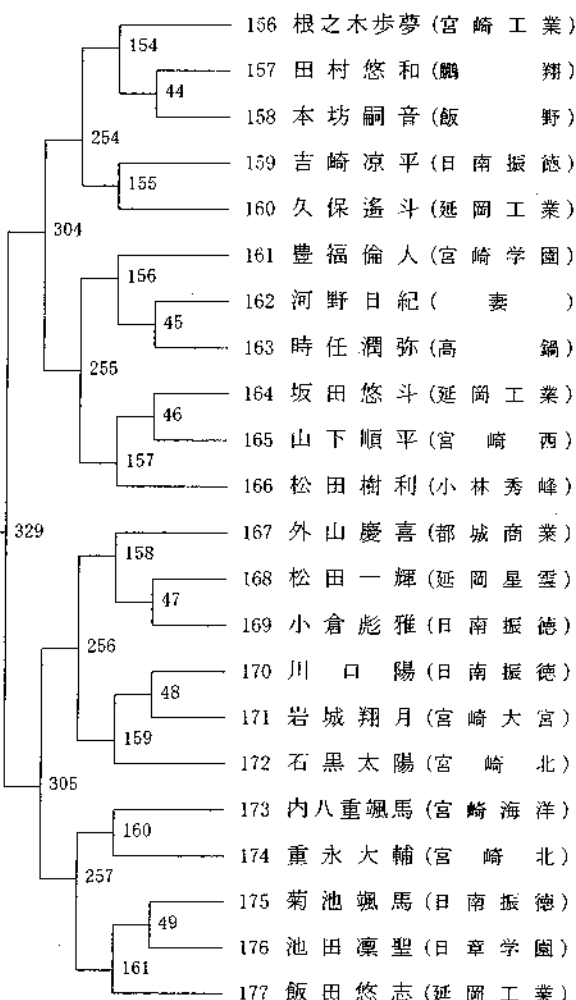 156 根之木歩夢 (宮崎工業)
157 田村悠和 (鵬翔)
158 本坊嗣音 (飯野)
159 吉崎凉平 (日南振徳)
160 久保遙斗 (延岡工業)
161 豊福倫人 (宮崎学園)
162 河野日紀 (妻)
163 時任潤弥 (高鍋)
164 坂田悠斗 (延岡工業)
165 山下順平 (宮崎西)
166 松田樹利 (小林秀峰)
167 外山慶喜 (都城商業)
168 松田一輝 (延岡星雲)
169 小倉彪雅 (日南振徳)
170 川口陽 (日南振徳)
171 岩城翔月 (宮崎大宮)
172 石黒太陽 (宮崎北)
173 内八重颯馬 (宮崎海洋)
174 重永大輔 (宮崎北)
175 菊池颯馬 (日南振徳)
176 池田凜聖 (日章学園)
177 飯田悠志 (延岡工業)
154
44
254
155
304
156
45
255
46
157
329
158
47
256
48
159
305
160
257
49
161